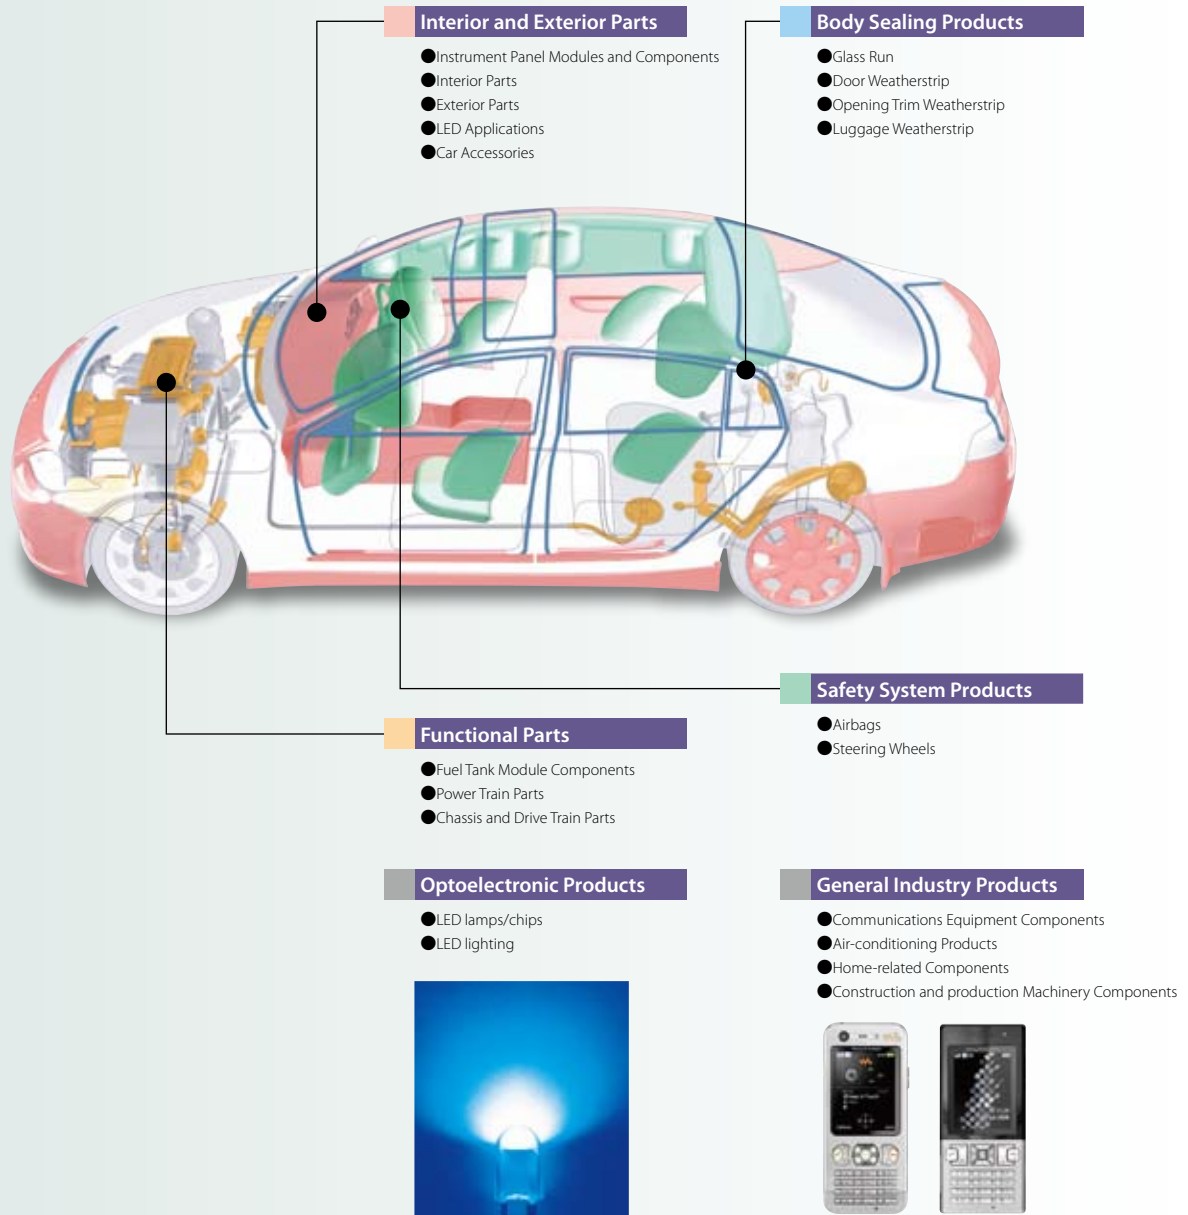 Interior and Exterior Parts
●Instrument Panel Modules and Components
●Interior Parts
●Exterior Parts
●LED Applications
●Car Accessories
Body Sealing Products
●Glass Run
●Door Weatherstrip
●Opening Trim Weatherstrip
●Luggage Weatherstrip
Safety System Products
●Airbags
●Steering Wheels
Functional Parts
●Fuel Tank Module Components
●Power Train Parts
●Chassis and Drive Train Parts
Optoelectronic Products
●LED lamps/chips
●LED lighting
General Industry Products
●Communications Equipment Components
●Air-conditioning Products
●Home-related Components
●Construction and production Machinery Components